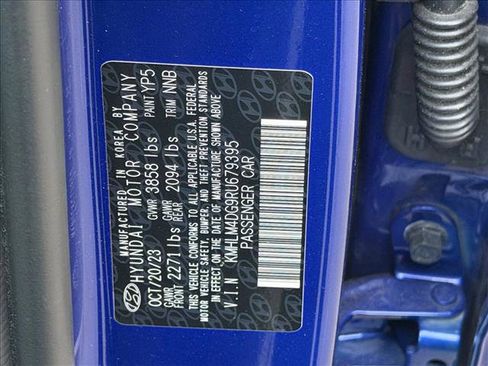 MANUFACTURED IN KOREA BY
HYUNDAI MOTOR COMPANY
OCT/20/23 GVWR 3858 lbs PAINT YP5
GAWR FRONT 2271 lbs GAWR REAR 2094 lbs TRIM NNB
THIS VEHICLE CONFORMS TO ALL APPLICABLE U.S.A. FEDERAL
MOTOR VEHICLE SAFETY, BUMPER, AND THEFT PREVENTION STANDARDS
IN EFFECT ON THE DATE OF MANUFACTURE SHOWN ABOVE
V.I.N KMHLM4DG9RU679395
PASSENGER CAR